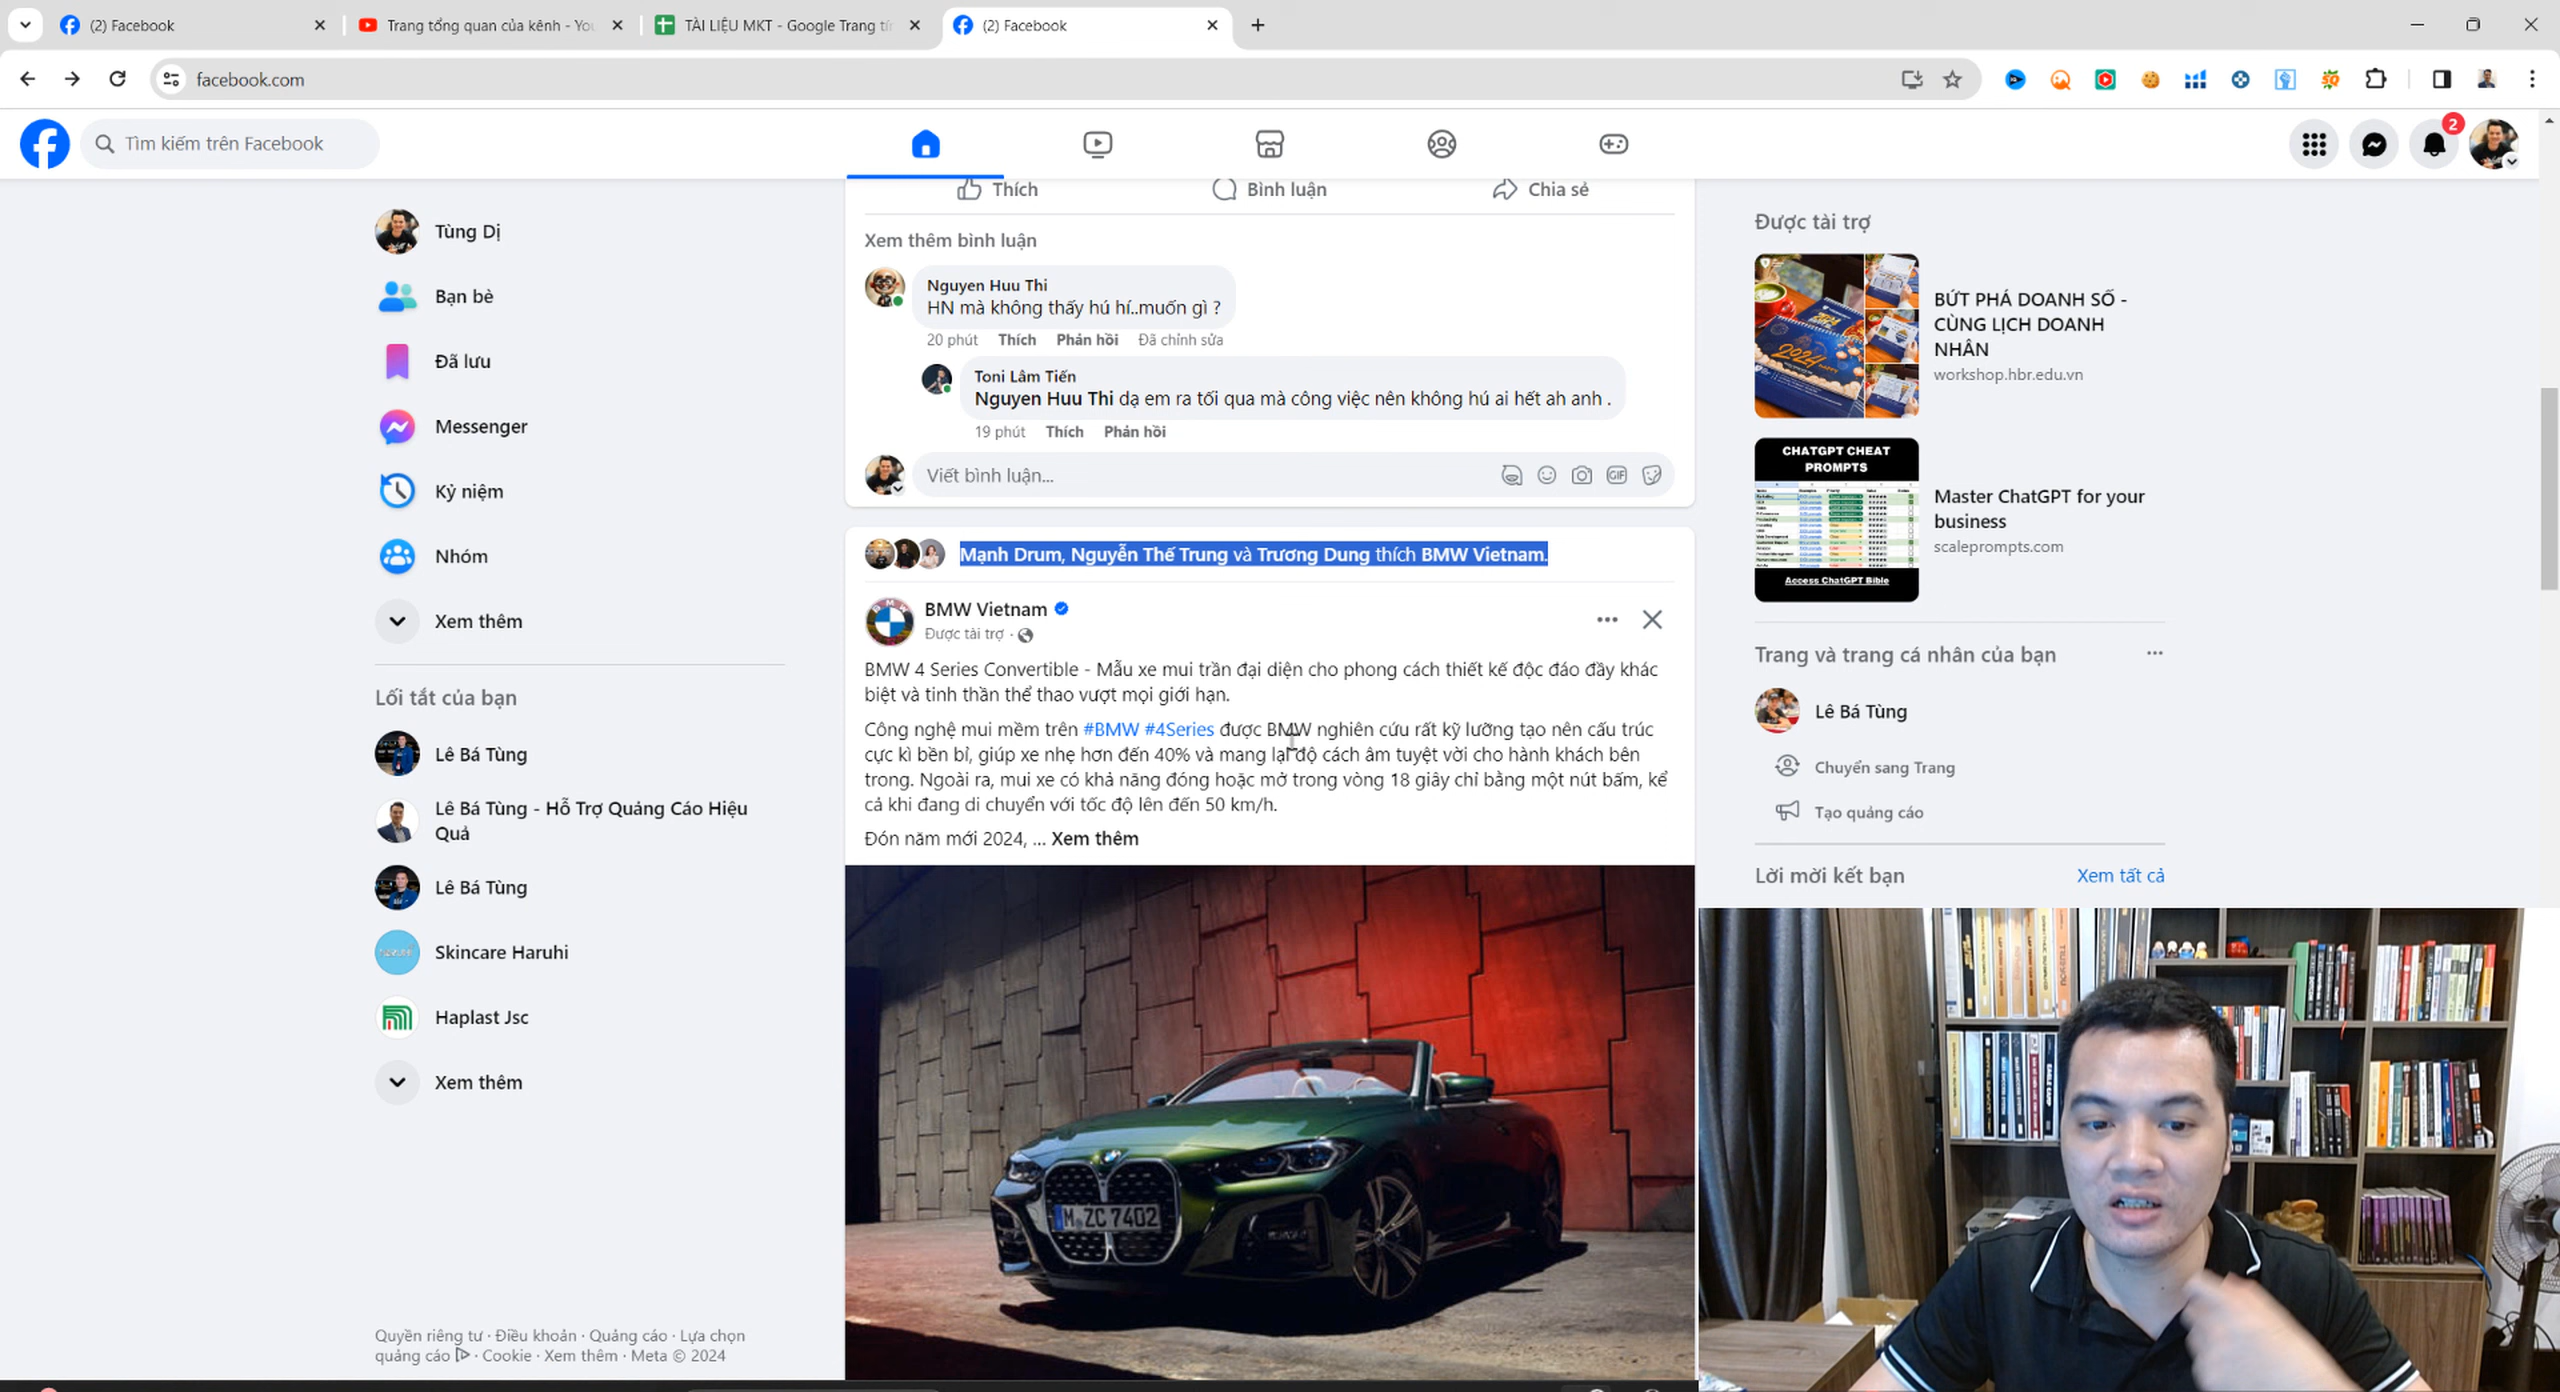 (2) Facebook
Trang tổng quan của kênh - You
TÀI LIỆU MKT - Google Trang tín
(2) Facebook
facebook.com
Tìm kiếm trên Facebook
2
Thích
Bình luận
Chia sẻ
Xem thêm bình luận
Nguyen Huu Thi
HN mà không thấy hú hí..muốn gì ?
20 phút Thích Phản hồi Đã chỉnh sửa
Toni Lâm Tiến
Nguyen Huu Thi dạ em ra tối qua mà công việc nên không hú ai hết ah anh .
19 phút Thích Phản hồi
Viết bình luận...
GIF
Mạnh Drum, Nguyễn Thế Trung và Trương Dung thích BMW Vietnam.
BMW Vietnam
Được tài trợ ·
BMW 4 Series Convertible - Mẫu xe mui trần đại diện cho phong cách thiết kế độc đáo đầy khác
biệt và tinh thần thể thao vượt mọi giới hạn.
Công nghệ mui mềm trên #BMW #4Series được BMW nghiên cứu rất kỹ lưỡng tạo nên cấu trúc
cực kì bền bỉ, giúp xe nhẹ hơn đến 40% và mang lại độ cách âm tuyệt vời cho hành khách bên
trong. Ngoài ra, mui xe có khả năng đóng hoặc mở trong vòng 18 giây chỉ bằng một nút bấm, kể
cả khi đang di chuyển với tốc độ lên đến 50 km/h.
Đón năm mới 2024, ... Xem thêm
M ZC 7402
Tùng Dị
Bạn bè
Đã lưu
Messenger
Kỷ niệm
Nhóm
Xem thêm
Lối tắt của bạn
Lê Bá Tùng
Lê Bá Tùng - Hỗ Trợ Quảng Cáo Hiệu
Quả
Lê Bá Tùng
Skincare Haruhi
Haplast Jsc
Xem thêm
Quyền riêng tư · Điều khoản · Quảng cáo · Lựa chọn
quảng cáo · Cookie · Xem thêm · Meta © 2024
Được tài trợ
BỨT PHÁ DOANH SỐ -
CÙNG LỊCH DOANH
NHÂN
workshop.hbr.edu.vn
2024
CHATGPT CHEAT
PROMPTS
Access ChatGPT Bible
Master ChatGPT for your
business
scaleprompts.com
Trang và trang cá nhân của bạn
Lê Bá Tùng
Chuyển sang Trang
Tạo quảng cáo
Lời mời kết bạn
Xem tất cả